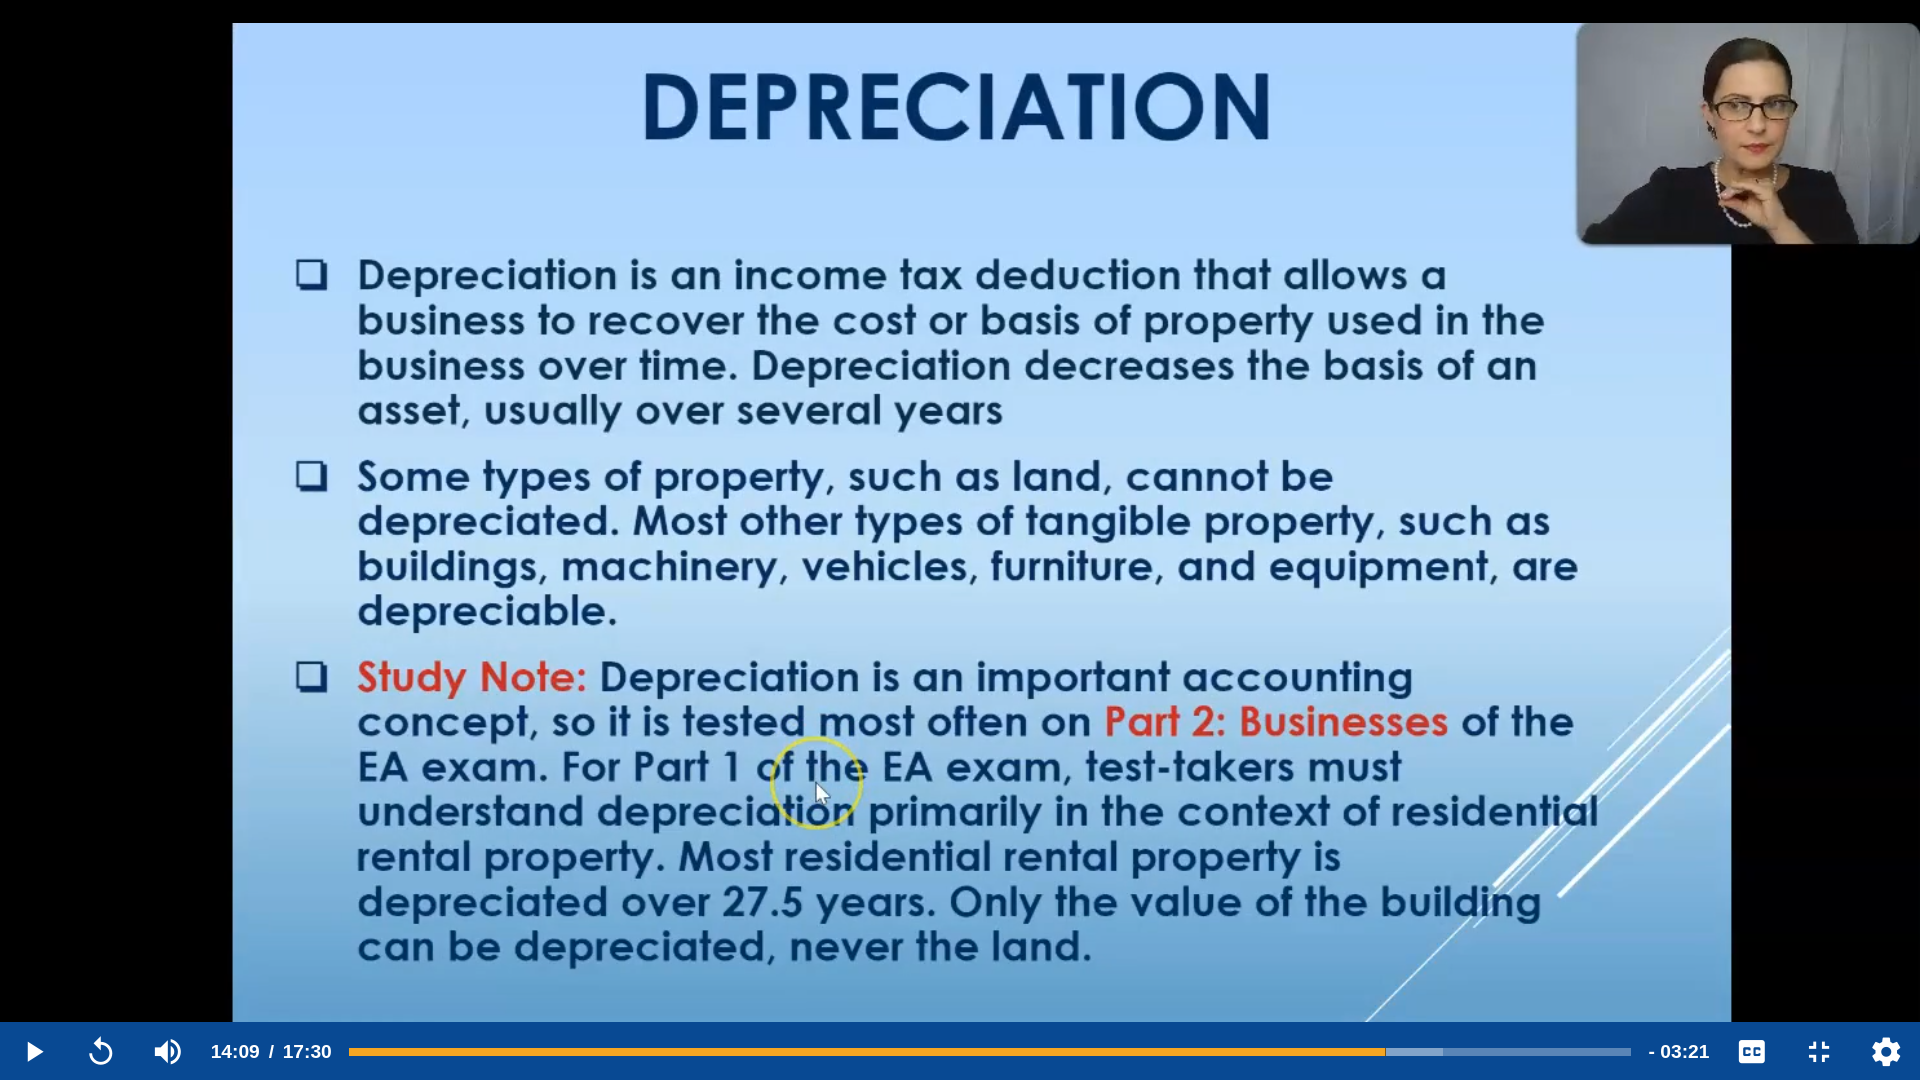 DEPRECIATION
❑ Depreciation is an income tax deduction that allows a
business to recover the cost or basis of property used in the
business over time. Depreciation decreases the basis of an
asset, usually over several years
❑ Some types of property, such as land, cannot be
depreciated. Most other types of tangible property, such as
buildings, machinery, vehicles, furniture, and equipment, are
depreciable.
❑ Study Note: Depreciation is an important accounting
concept, so it is tested most often on Part 2: Businesses of the
EA exam. For Part 1 of the EA exam, test-takers must
understand depreciation primarily in the context of residential
rental property. Most residential rental property is
depreciated over 27.5 years. Only the value of the building
can be depreciated, never the land.
14:09 / 17:30 - 03:21 CC